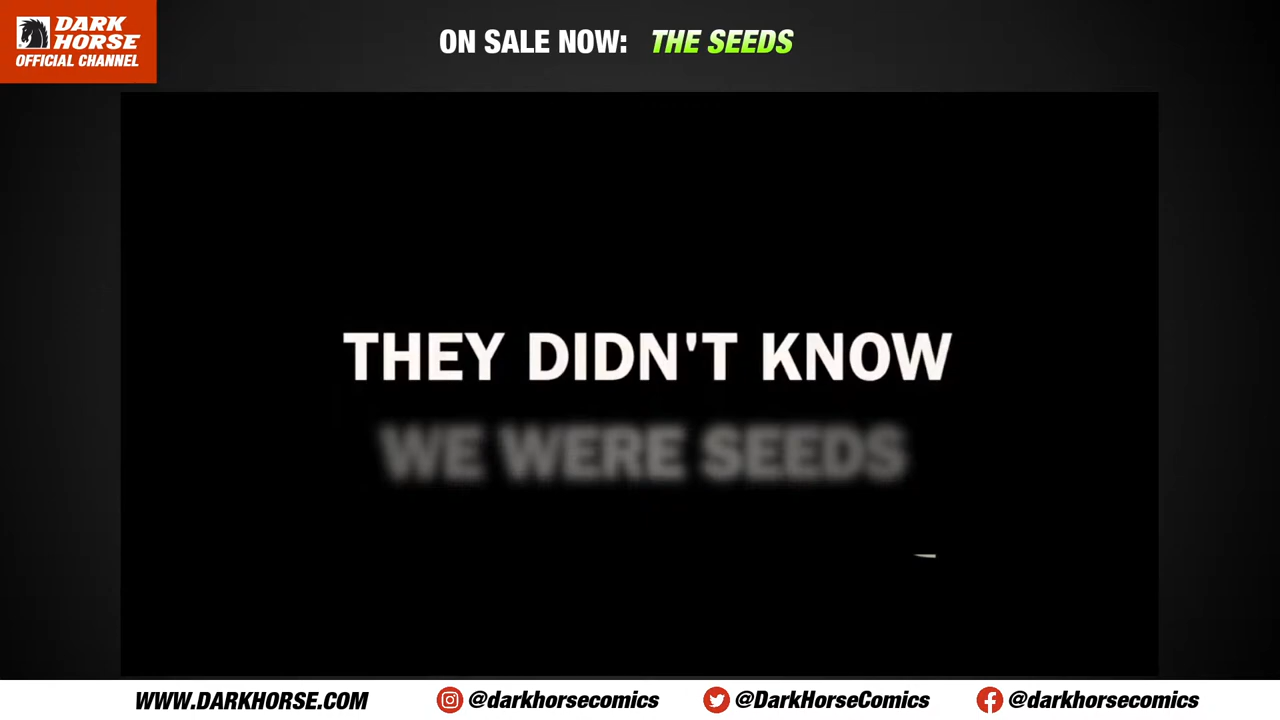 DARK
HORSE
OFFICIAL CHANNEL
ON SALE NOW: THE SEEDS
THEY DIDN'T KNOW
WE WERE SEEDS
WWW.DARKHORSE.COM @darkhorsecomics @DarkHorseComics @darkhorsecomics